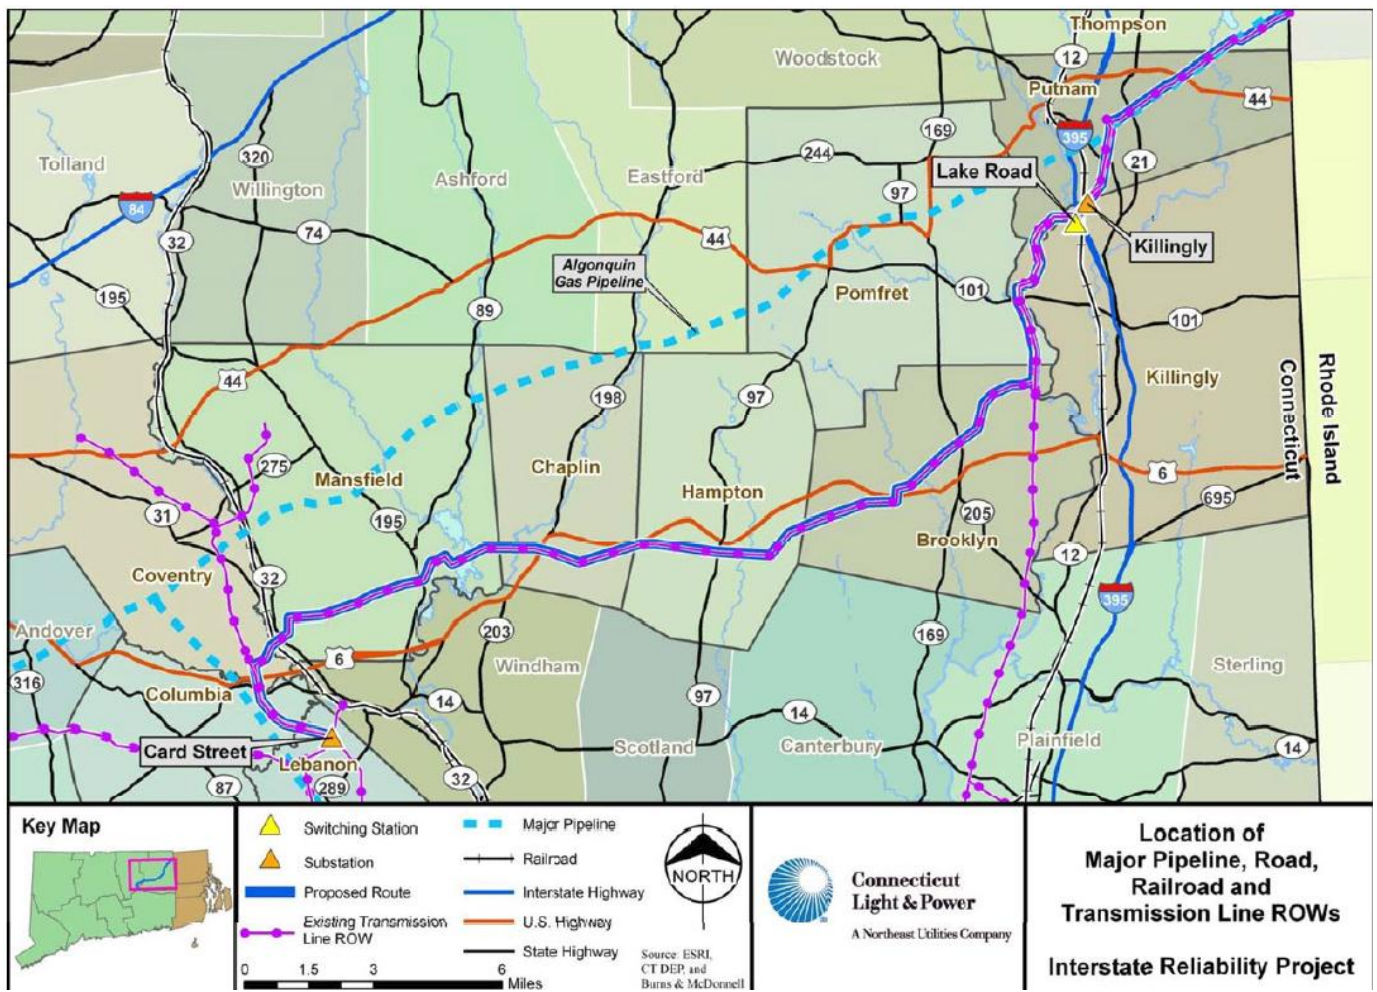 Thompson
Woodstock
12
Putnam
44
169
395
Tolland
320
Willington
Ashford
Eastford
244
21
Lake Road
97
84
32
74
44
Killingly
Algonquin
Gas Pipeline
195
89
Pomfret
101
101
Rhode Island
Connecticut
44
198
97
Killingly
275
Mansfield
Chaplin
Hampton
6
31
195
205
695
Brooklyn
Coventry
32
12
395
Andover
203
169
6
Windham
Sterling
316
Columbia
14
97
14
Card Street
Scotland
Canterbury
Plainfield
14
Lebanon
87
289
32
Key Map
Switching Station
Substation
Proposed Route
Existing Transmission
Line ROW
0 1.5 3 6
Miles
Major Pipeline
Railroad
Interstate Highway
U.S. Highway
State Highway
NORTH
Source: ESRI,
CT DEP, and
Burns & McDonnell
Connecticut
Light & Power
A Northeast Utilities Company
Location of
Major Pipeline, Road,
Railroad and
Transmission Line ROWs
Interstate Reliability Project